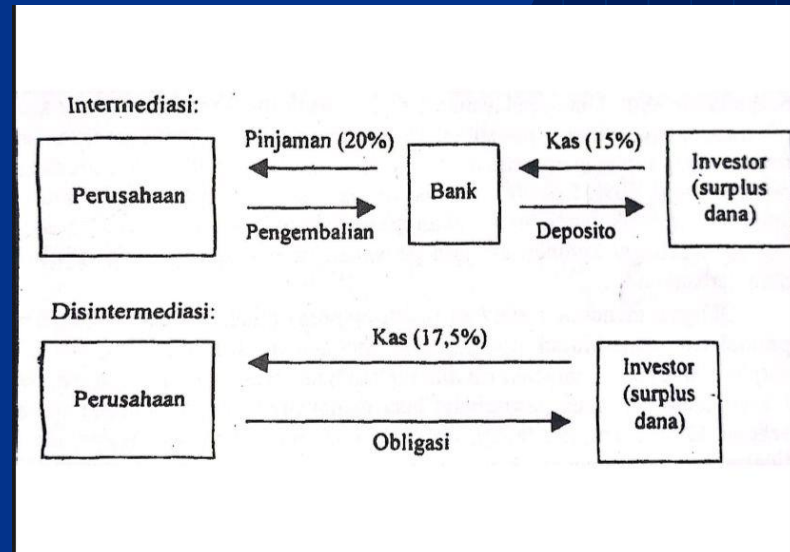 Intermediasi:
Pinjaman (20%)
Kas (15%)
Perusahaan
Bank
Investor
(surplus
dana)
Pengembalian
Deposito
Disintermediasi:
Kas (17,5%)
Perusahaan
Investor
(surplus
dana)
Obligasi